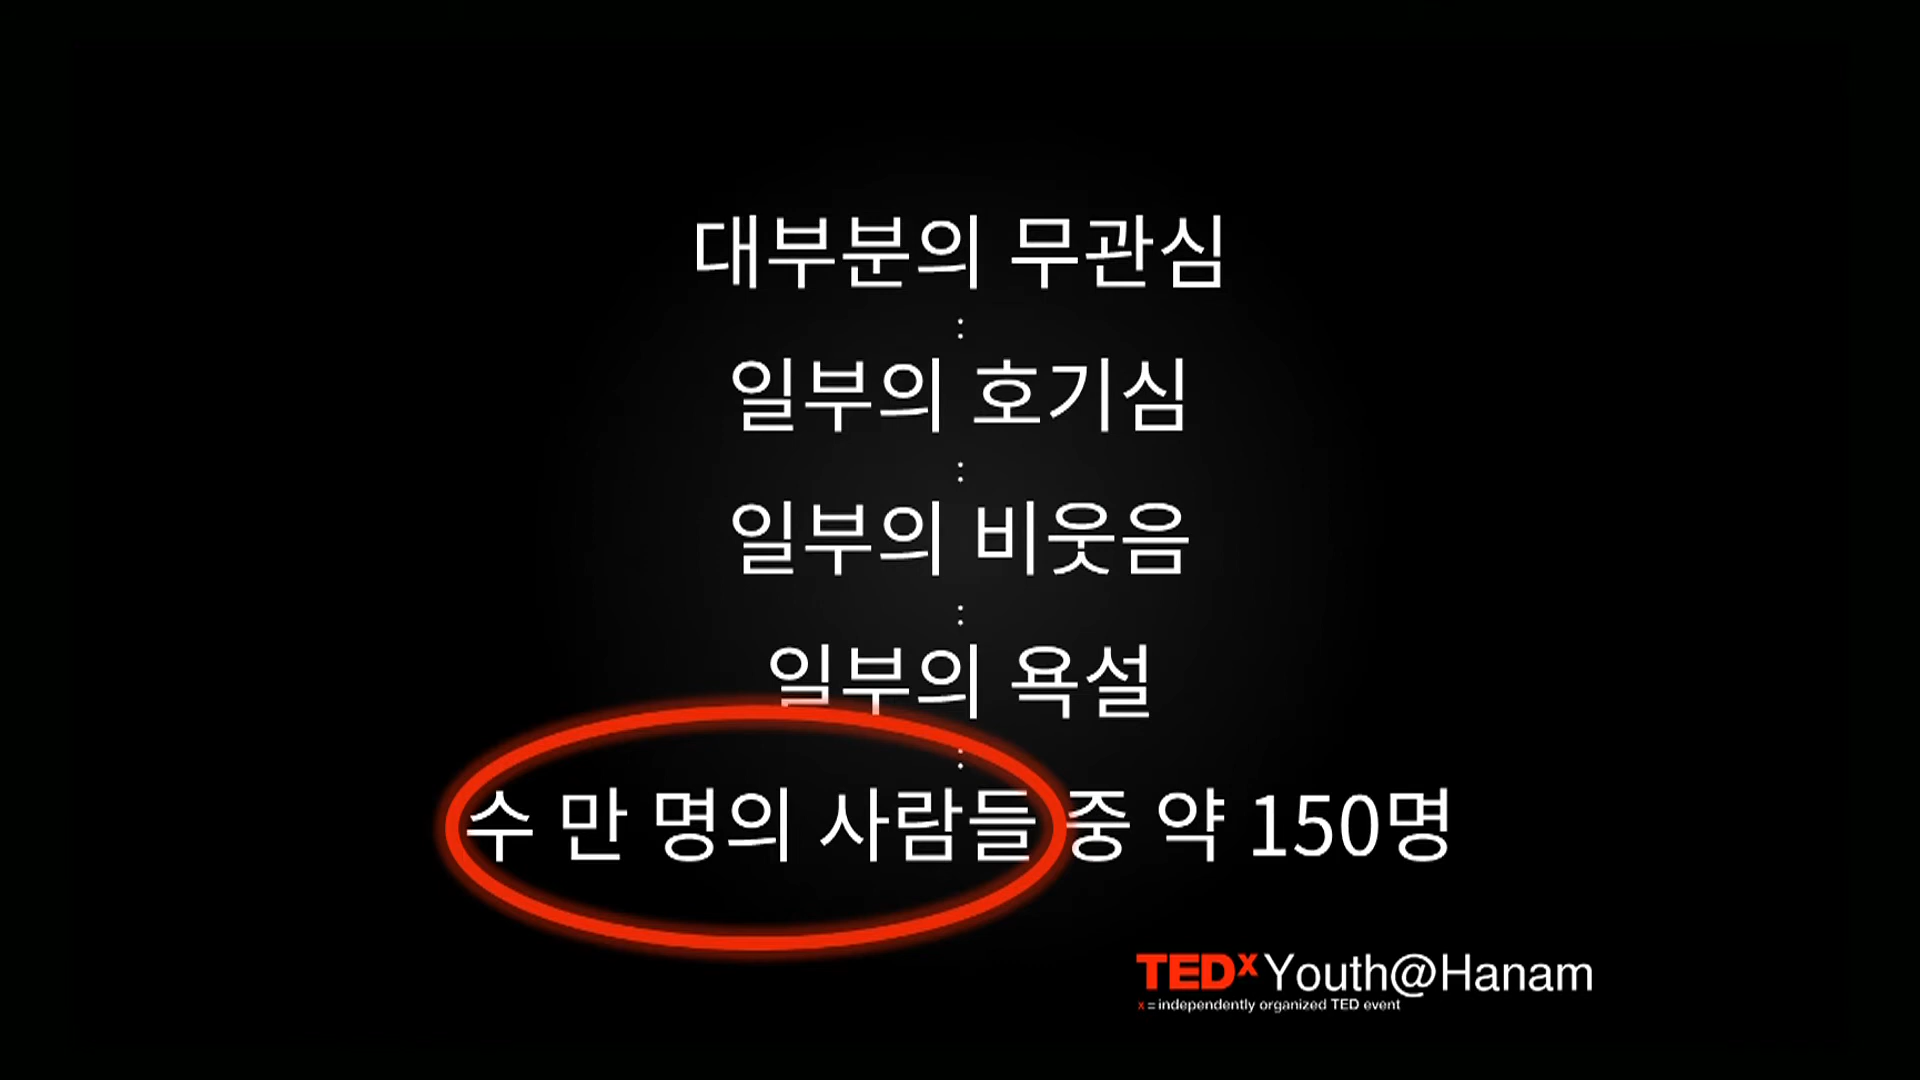 대부분의 무관심
:
일부의 호기심
:
일부의 비웃음
:
일부의 욕설
:
수 만 명의 사람들 중 약 150명
TEDx Youth@Hanam
x = independently organized TED event